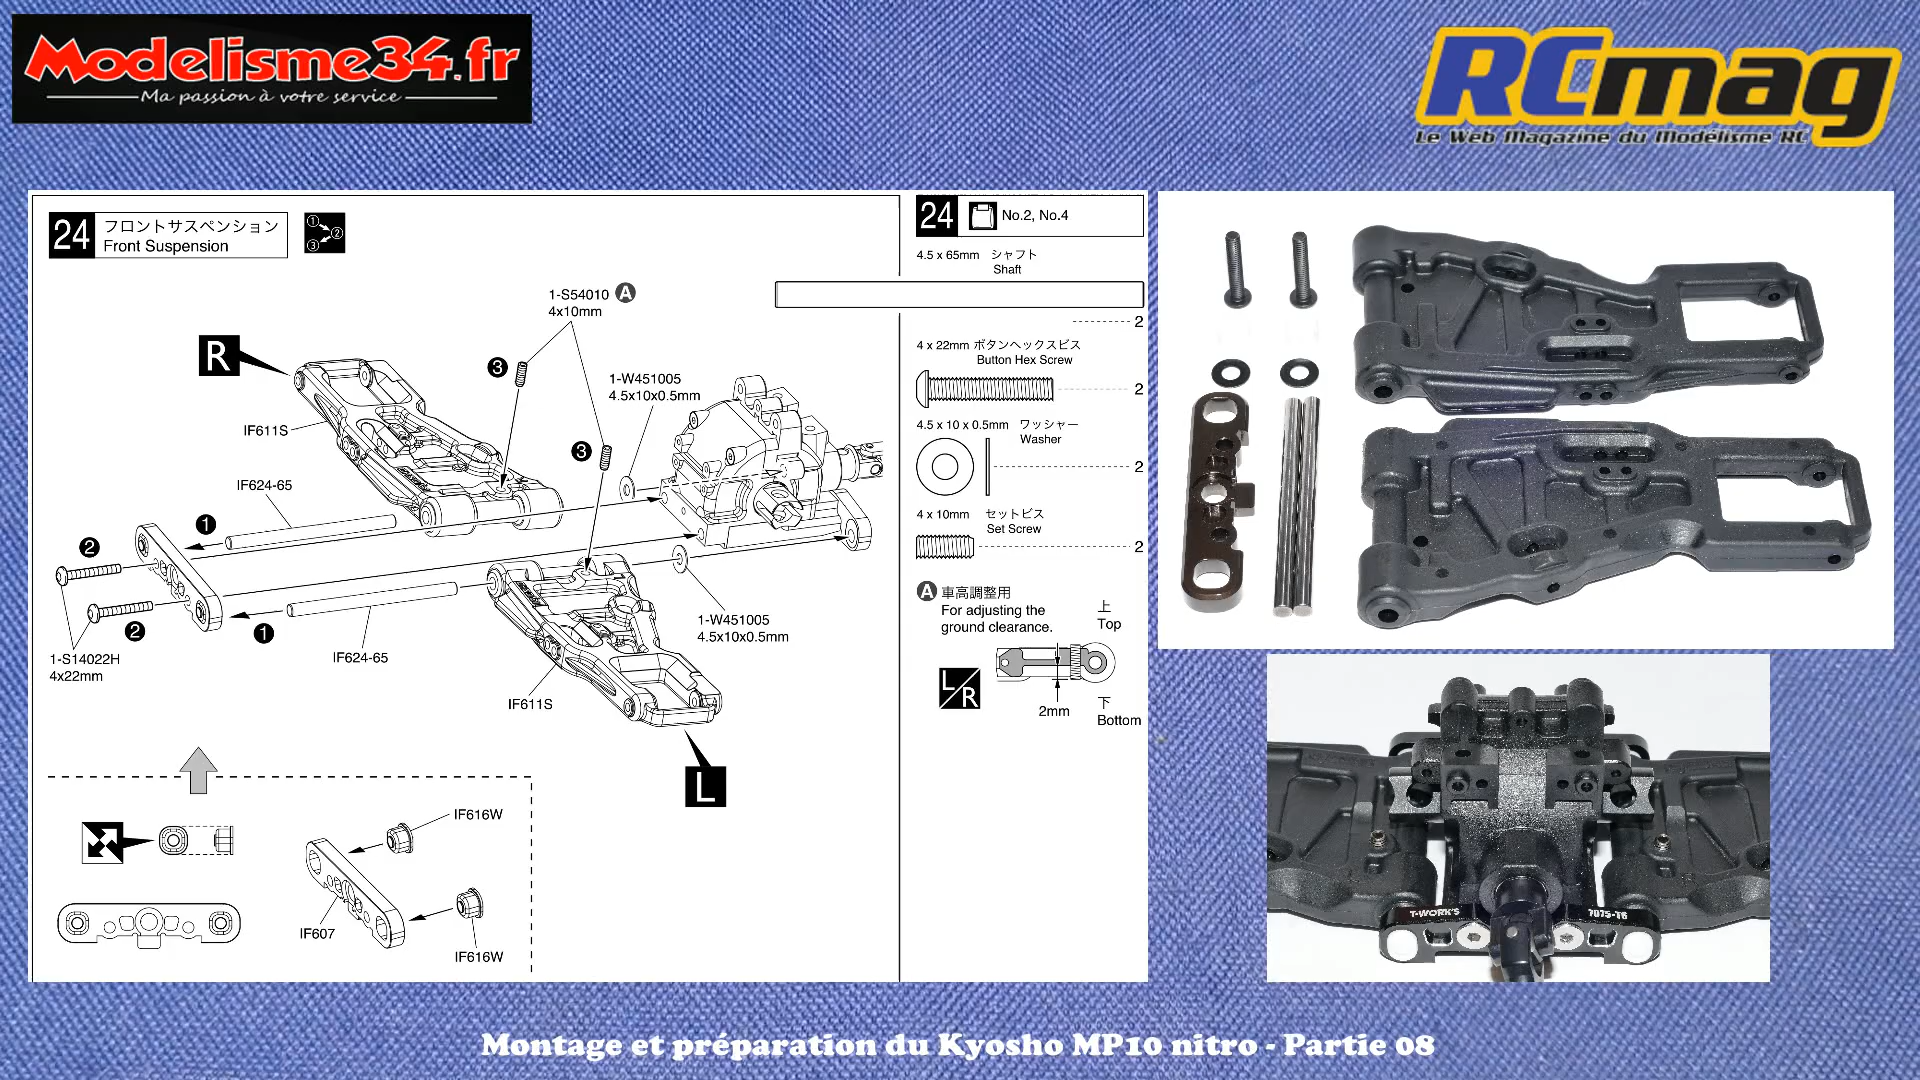 Modelisme34.fr
Ma passion à votre service
RCmag
Le Web Magazine du Modélisme RC
24
フロントサスペンション
Front Suspension
1
2
3
1-S54010 A
4x10mm
R
3
1-W451005
4.5x10x0.5mm
IF611S
3
IF624-65
1
2
2
1
1-W451005
4.5x10x0.5mm
1-S14022H
4x22mm
IF624-65
IF611S
L
IF616W
IF607
IF616W
24
No.2, No.4
4.5 x 65mm シャフト
Shaft
2
4 x 22mm ボタンヘックスビス
Button Hex Screw
2
4.5 x 10 x 0.5mm ワッシャー
Washer
2
4 x 10mm セットビス
Set Screw
2
A 車高調整用
For adjusting the
ground clearance.
上
Top
L/R
2mm
下
Bottom
T-WORK'S
7075-T6
Montage et préparation du Kyosho MP10 nitro - Partie 08